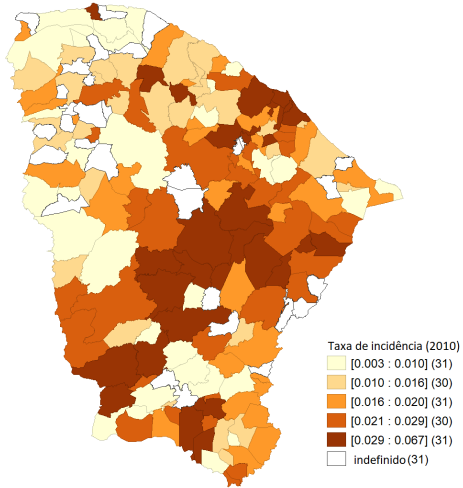 Taxa de incidência (2010)
[0.003 : 0.010] (31)
[0.010 : 0.016] (30)
[0.016 : 0.020] (31)
[0.021 : 0.029] (30)
[0.029 : 0.067] (31)
indefinido (31)